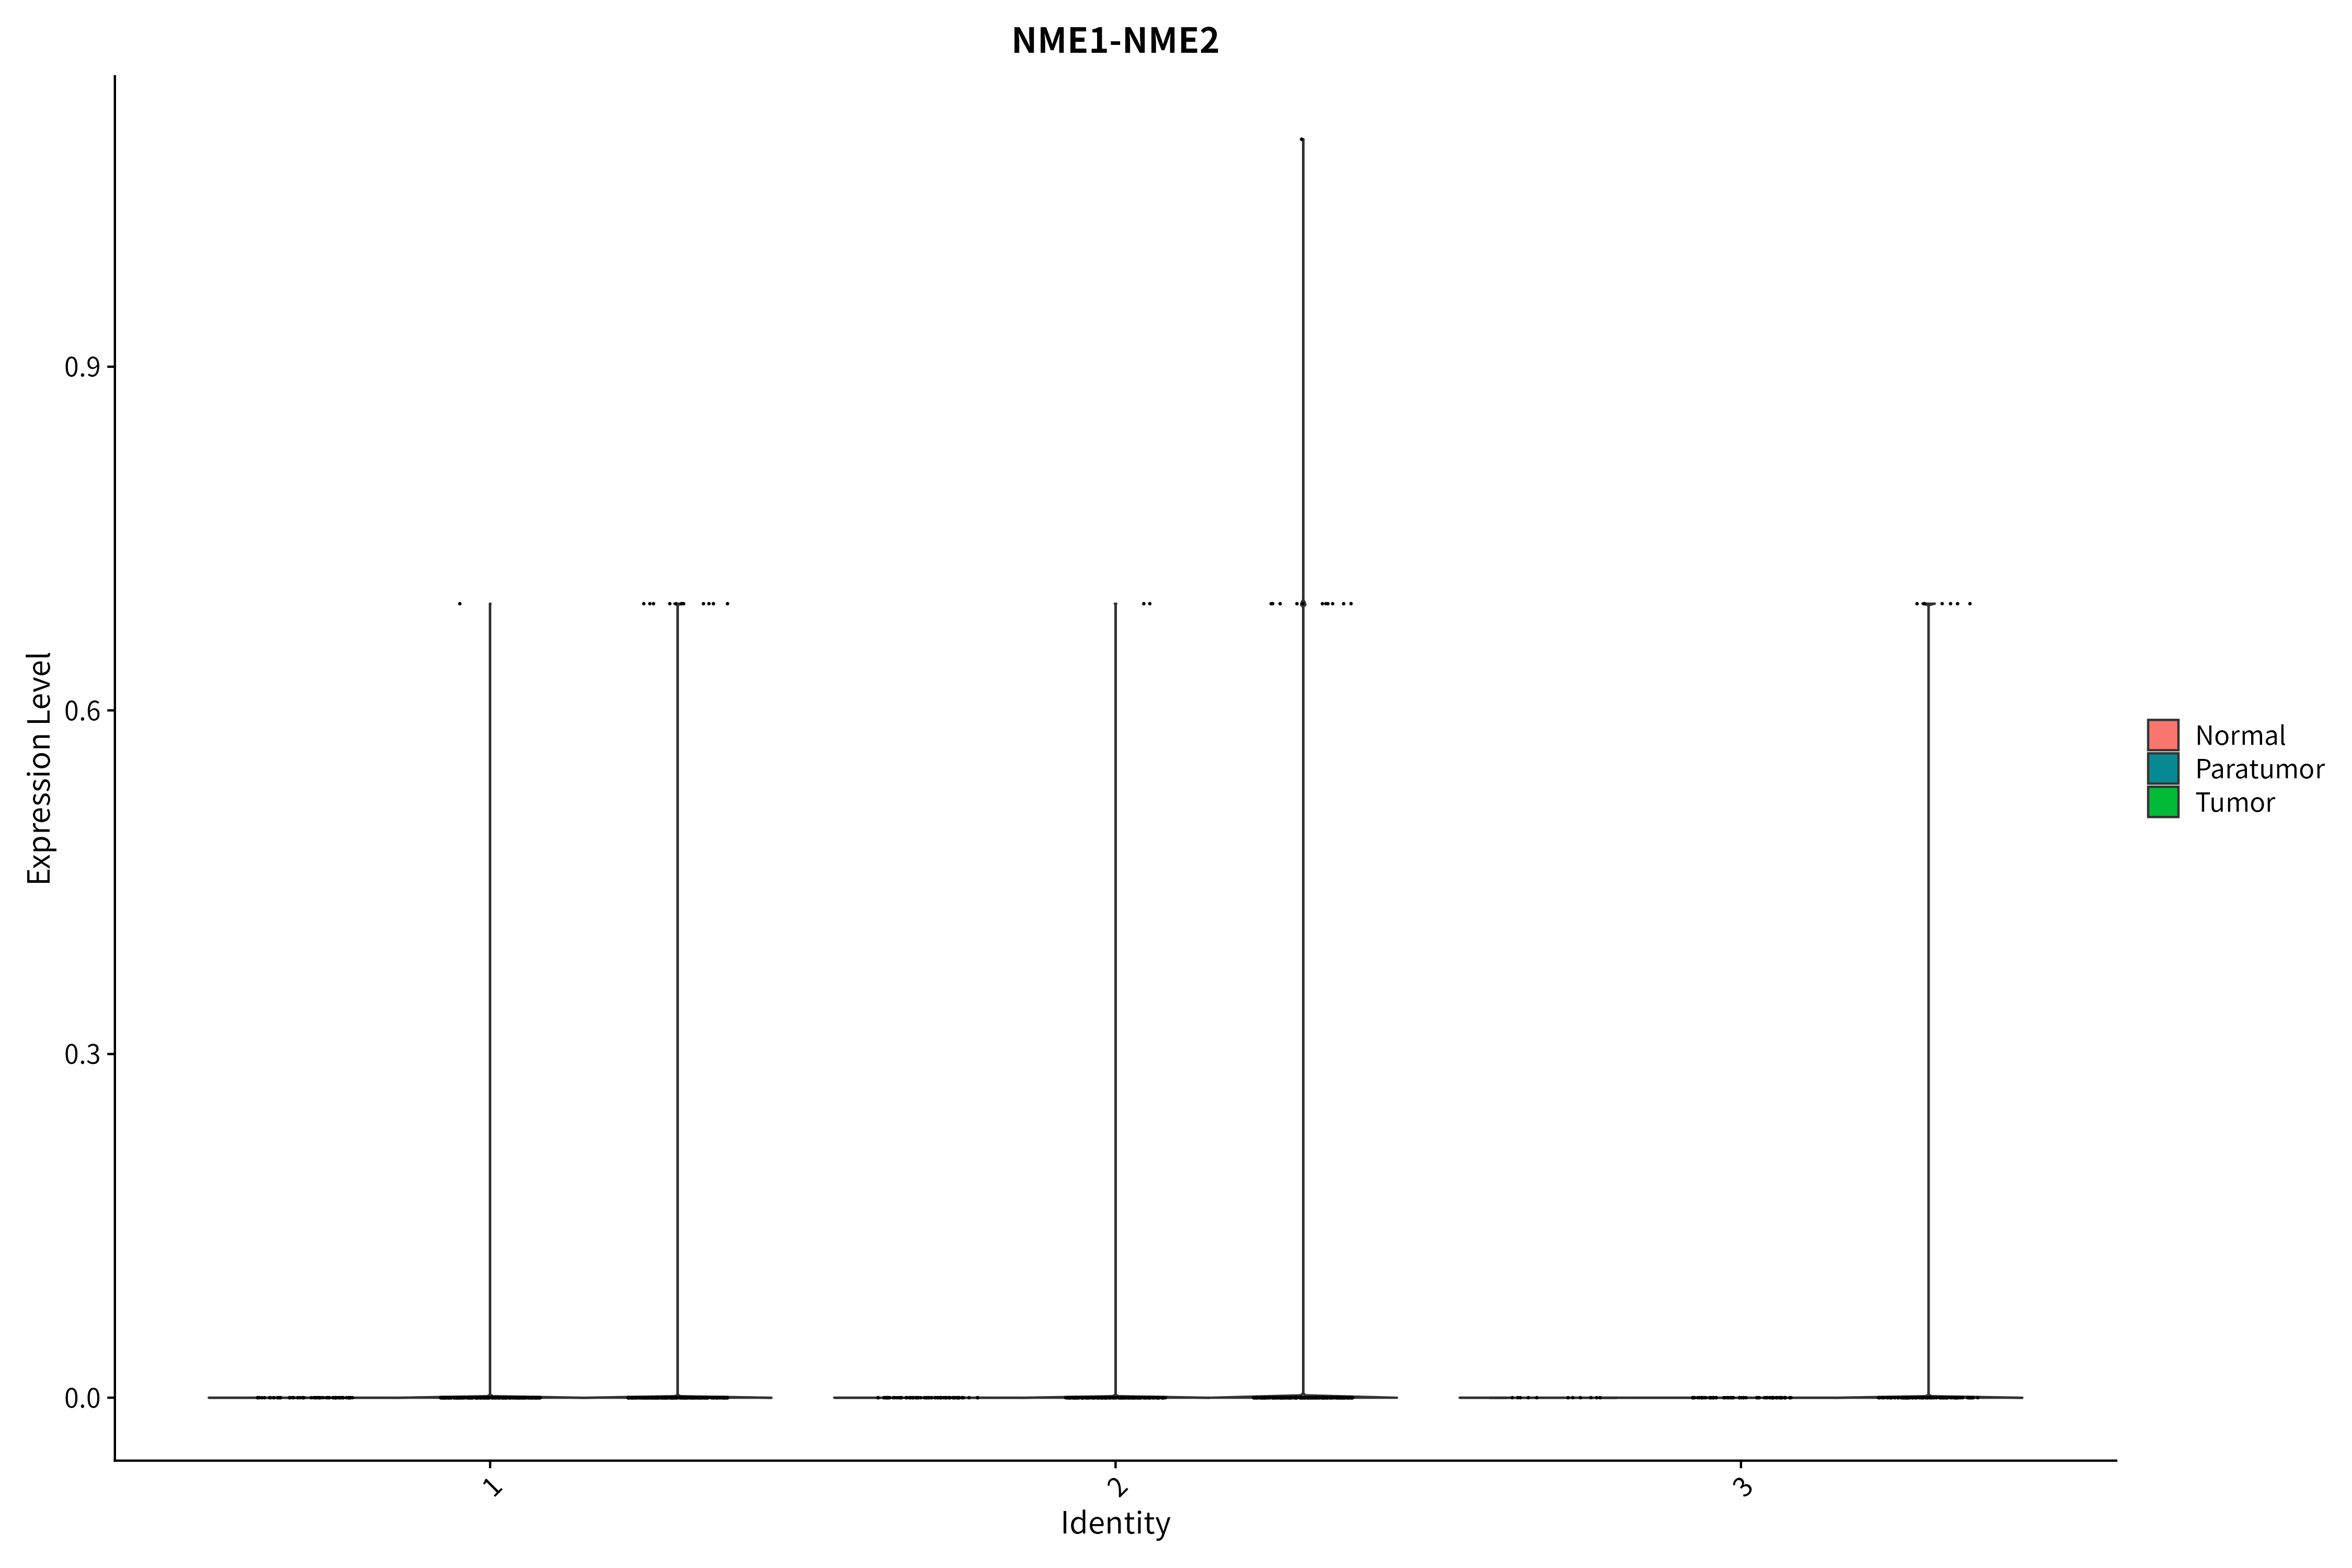 NME1-NME2
Expression Level
0.9
0.6
0.3
0.0
1
2
3
Identity
Normal
Paratumor
Tumor